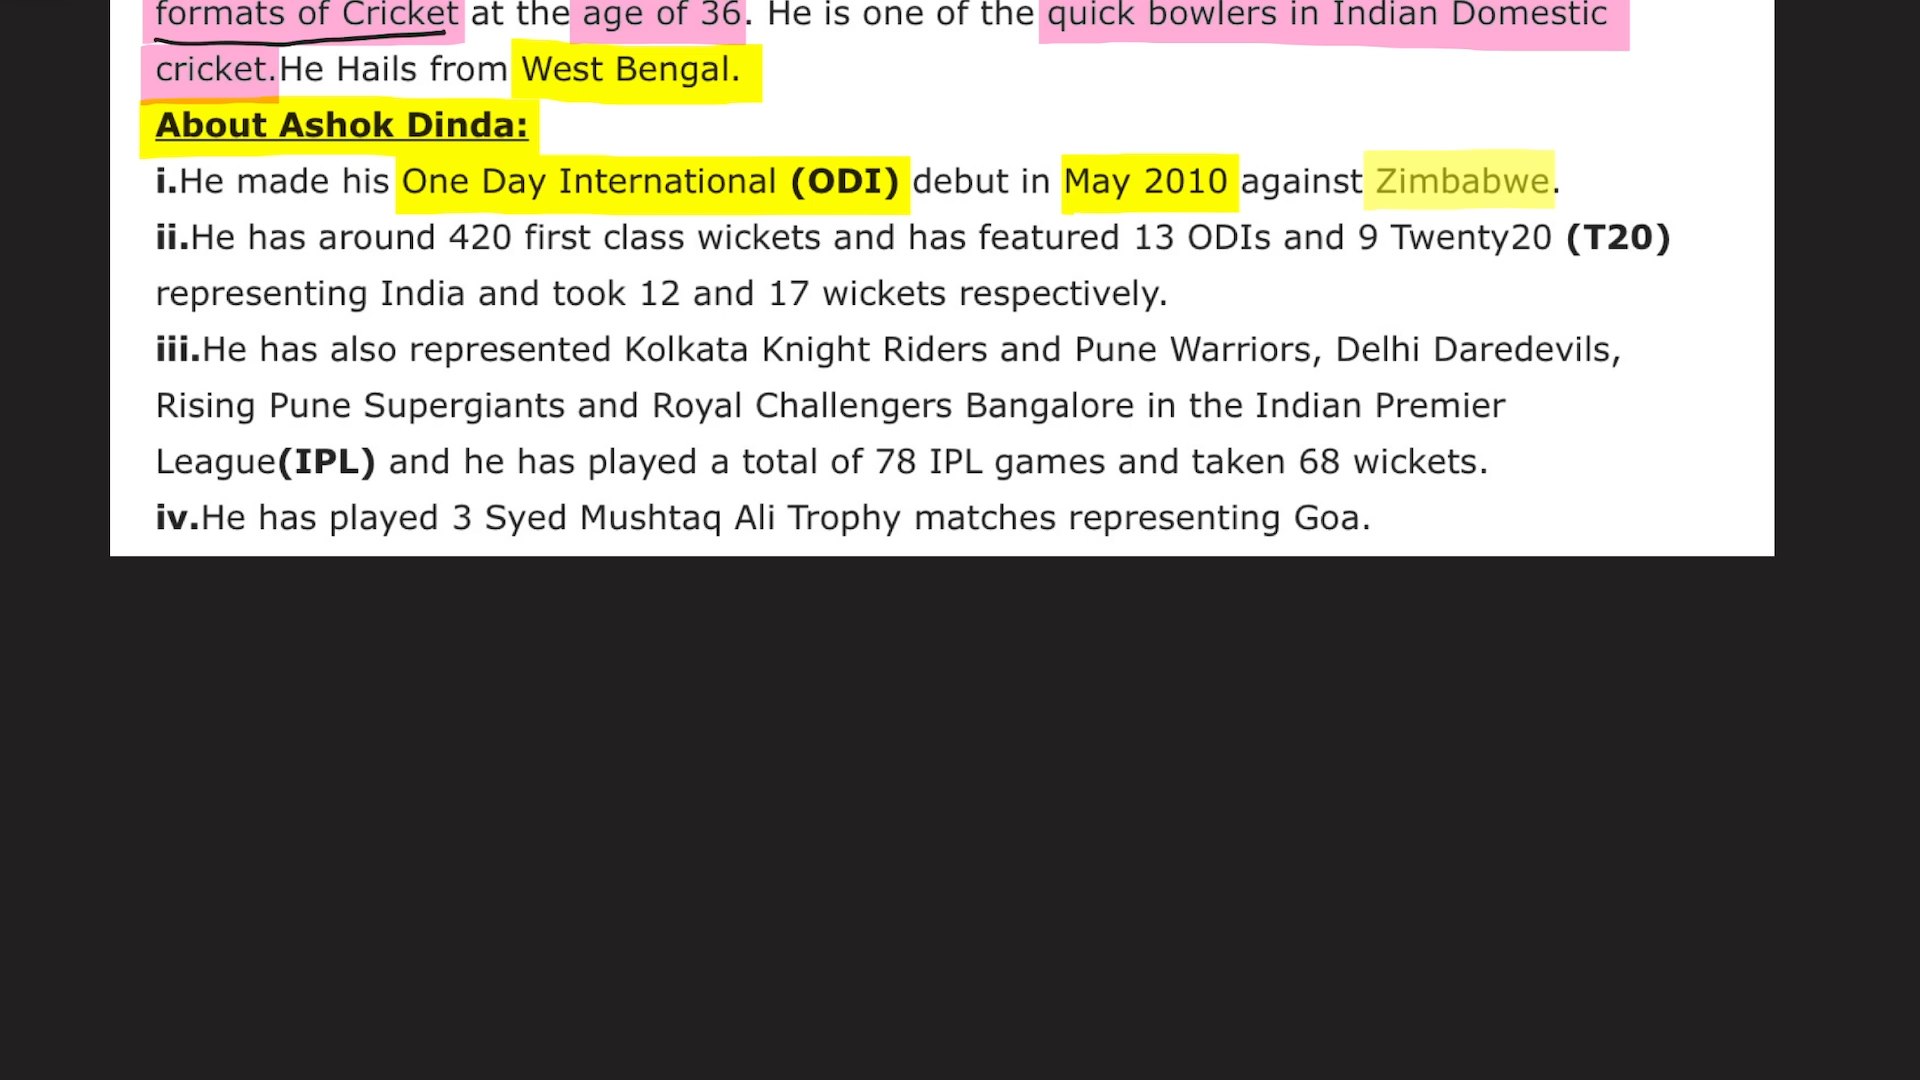 formats of Cricket at the age of 36. He is one of the quick bowlers in Indian Domestic
cricket.He Hails from West Bengal.
About Ashok Dinda:
i.He made his One Day International (ODI) debut in May 2010 against Zimbabwe.
ii.He has around 420 first class wickets and has featured 13 ODIs and 9 Twenty20 (T20)
representing India and took 12 and 17 wickets respectively.
iii.He has also represented Kolkata Knight Riders and Pune Warriors, Delhi Daredevils,
Rising Pune Supergiants and Royal Challengers Bangalore in the Indian Premier
League(IPL) and he has played a total of 78 IPL games and taken 68 wickets.
iv.He has played 3 Syed Mushtaq Ali Trophy matches representing Goa.